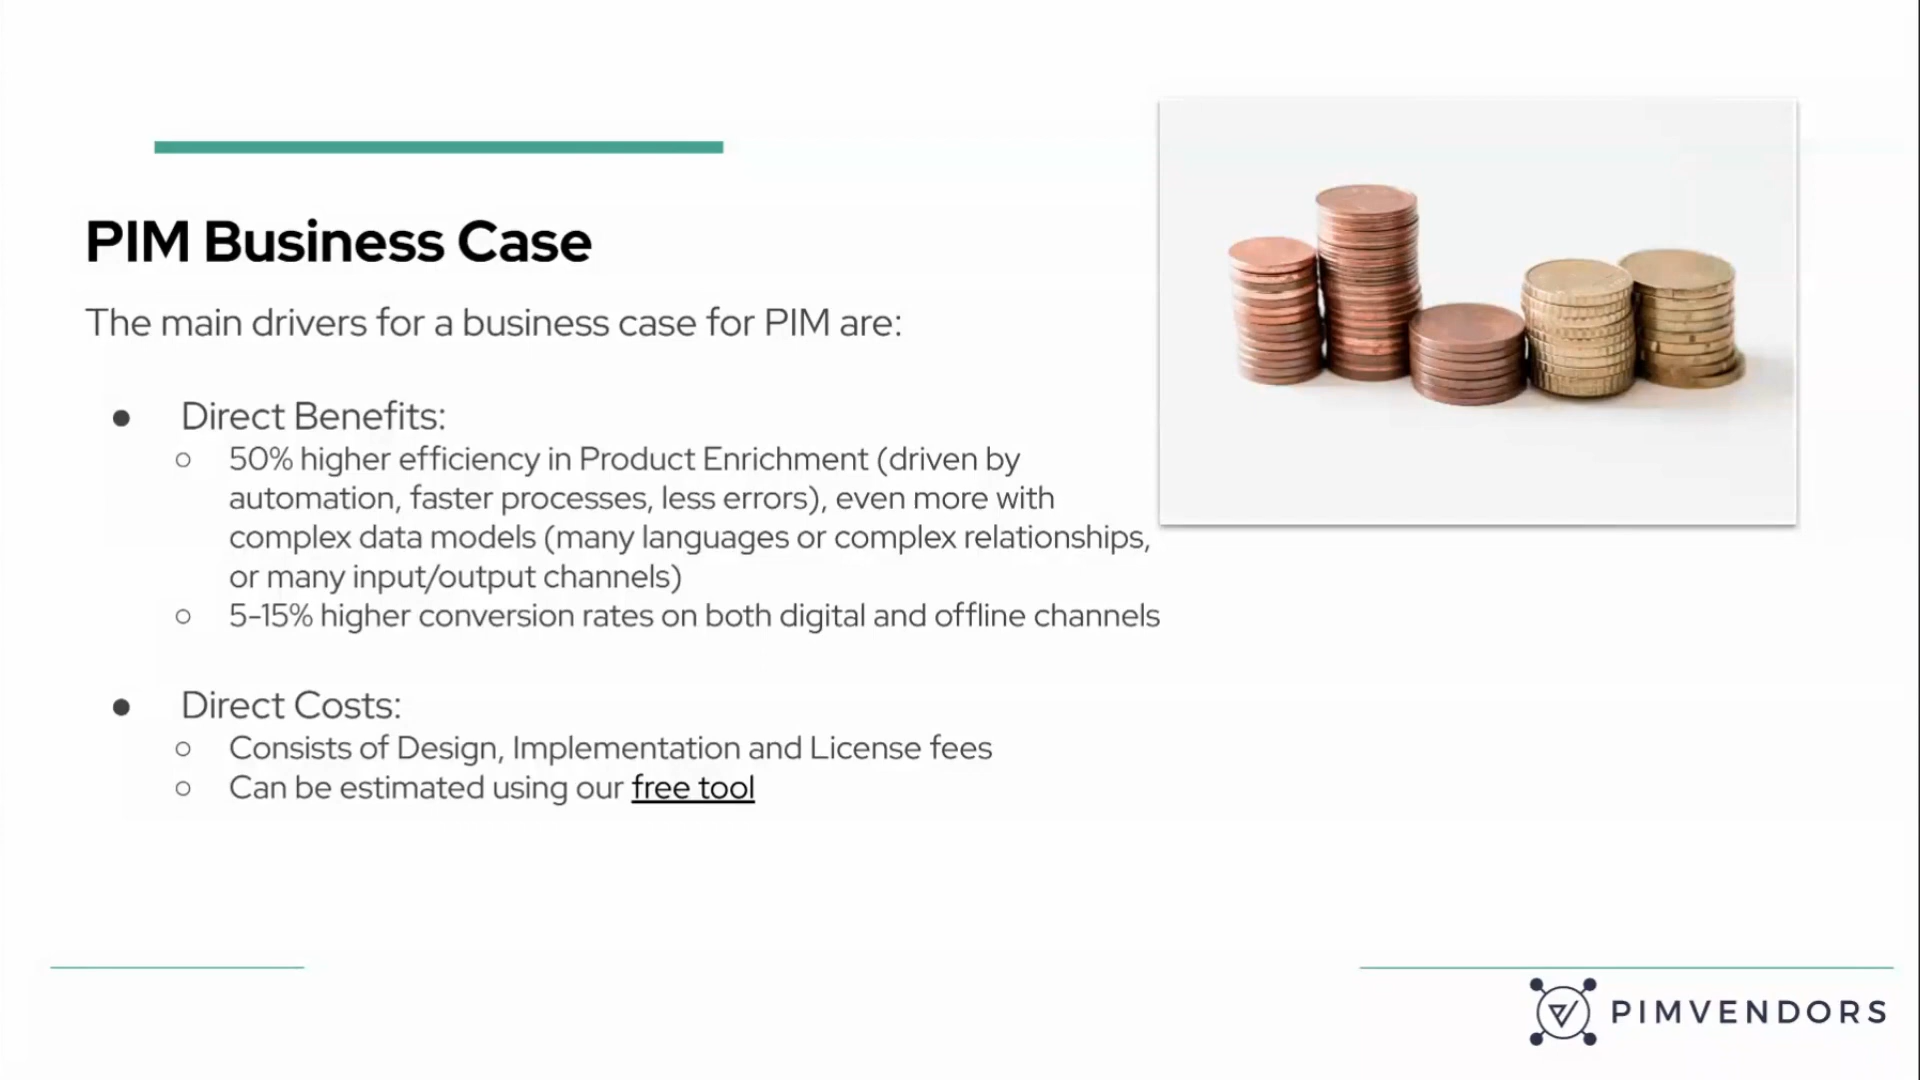 PIM Business Case
The main drivers for a business case for PIM are:
● Direct Benefits:
○ 50% higher efficiency in Product Enrichment (driven by
automation, faster processes, less errors), even more with
complex data models (many languages or complex relationships,
or many input/output channels)
○ 5-15% higher conversion rates on both digital and offline channels
● Direct Costs:
○ Consists of Design, Implementation and License fees
○ Can be estimated using our free tool
PIMVENDORS